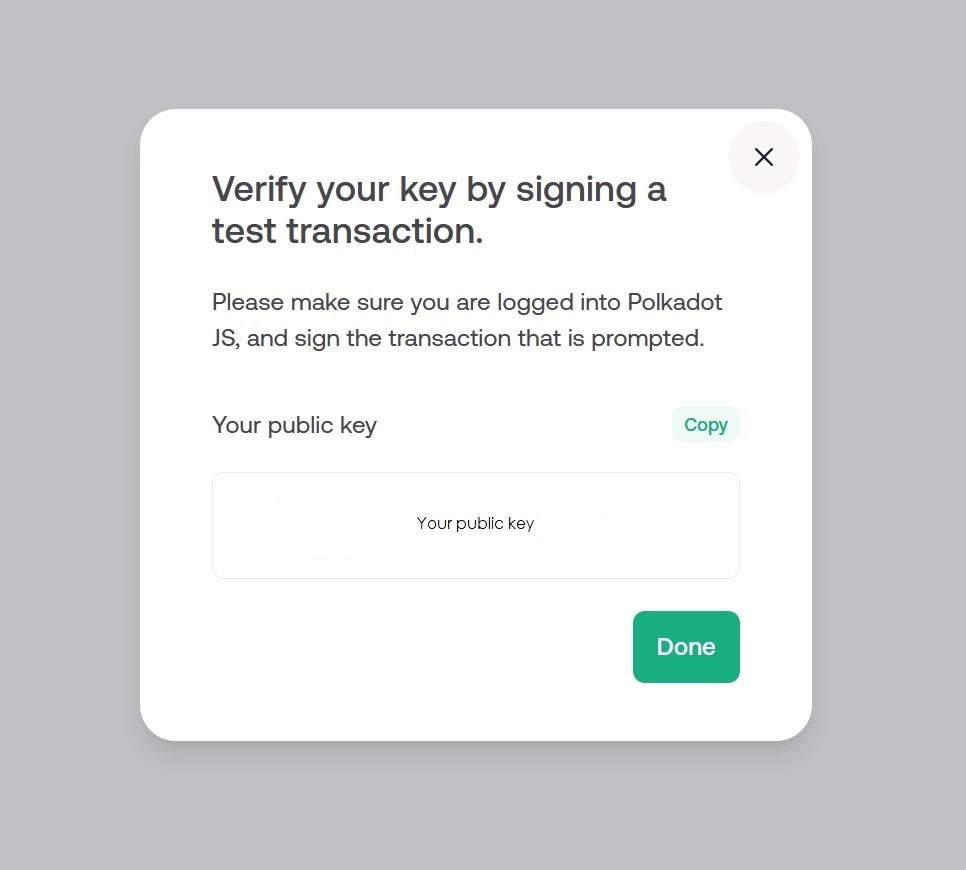 Verify your key by signing a
test transaction.
Please make sure you are logged into Polkadot
JS, and sign the transaction that is prompted.
Your public key
Copy
Your public key
Done